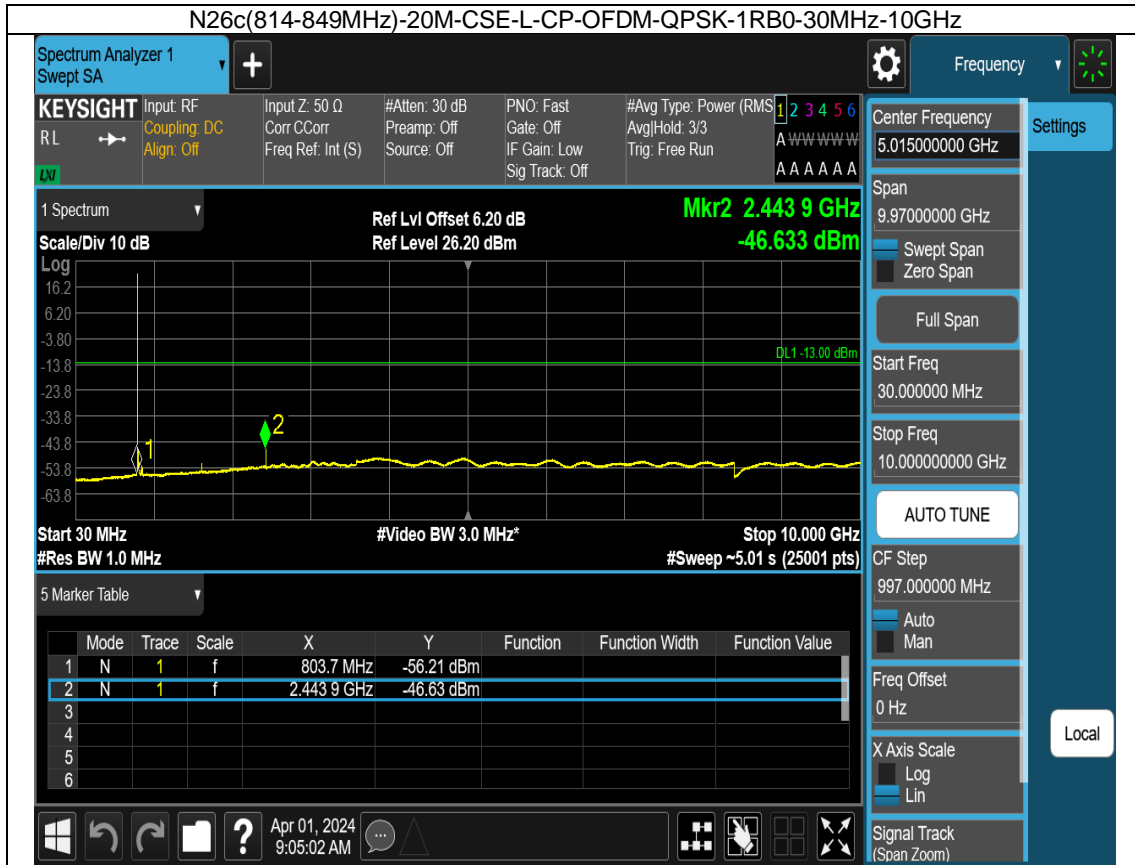 N26c(814-849MHz)-20M-CSE-L-CP-OFDM-QPSK-1RB0-30MHz-10GHz
Spectrum Analyzer 1
Swept SA
Frequency
KEYSIGHT
R L
LXI
Input: RF
Coupling: DC
Align: Off
Input Z: 50 Ω
Corr CCorr
Freq Ref: Int (S)
#Atten: 30 dB
Preamp: Off
Source: Off
PNO: Fast
Gate: Off
IF Gain: Low
Sig Track: Off
#Avg Type: Power (RMS
Avg|Hold: 3/3
Trig: Free Run
1 2 3 4 5 6
A W W W W W
A A A A A A
1 Spectrum
Scale/Div 10 dB
Ref Lvl Offset 6.20 dB
Ref Level 26.20 dBm
Mkr2 2.443 9 GHz
-46.633 dBm
Log
16.2
6.20
-3.80
-13.8
-23.8
-33.8
-43.8
-53.8
-63.8
DL1 -13.00 dBm
1
2
Start 30 MHz
#Video BW 3.0 MHz*
Stop 10.000 GHz
#Res BW 1.0 MHz
#Sweep ~5.01 s (25001 pts)
5 Marker Table
Mode Trace Scale X Y Function Function Width Function Value
1 N 1 f 803.7 MHz -56.21 dBm
2 N 1 f 2.443 9 GHz -46.63 dBm
3
4
5
6
Center Frequency
5.015000000 GHz
Settings
Span
9.97000000 GHz
Swept Span
Zero Span
Full Span
Start Freq
30.000000 MHz
Stop Freq
10.000000000 GHz
AUTO TUNE
CF Step
997.000000 MHz
Auto
Man
Freq Offset
0 Hz
X Axis Scale
Log
Lin
Local
Signal Track
(Span Zoom)
?
Apr 01, 2024
9:05:02 AM